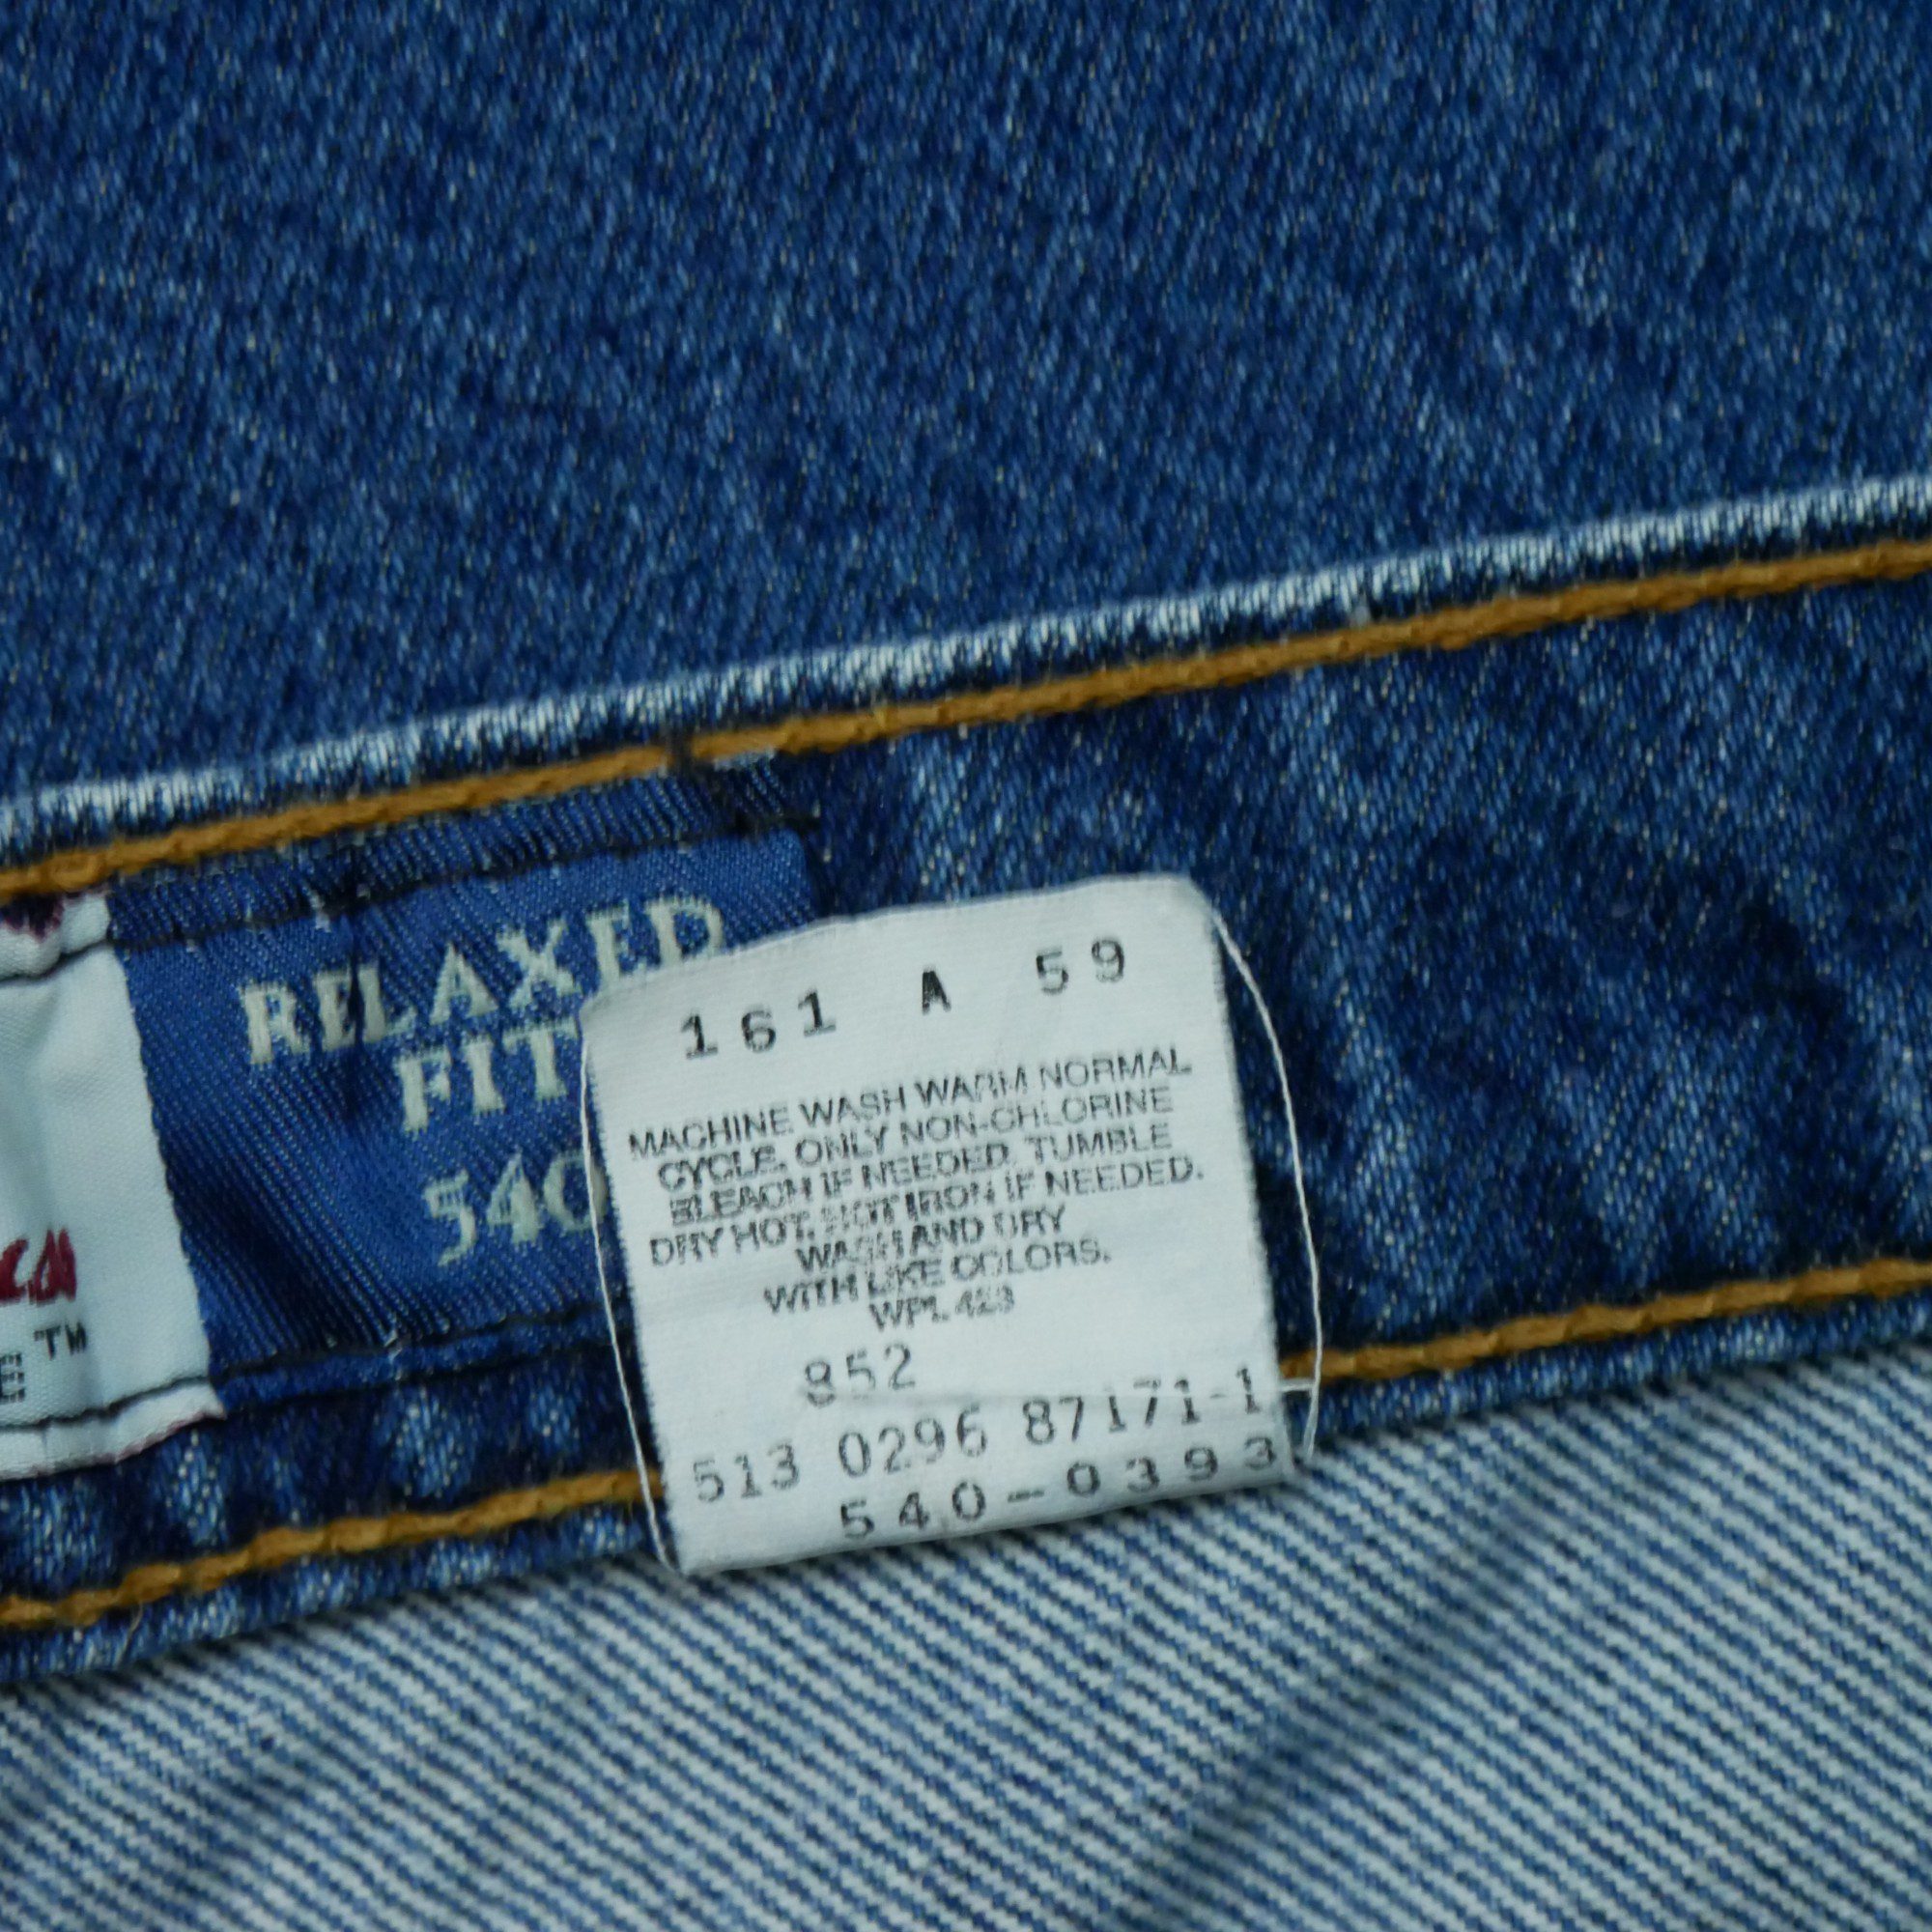 RELAXED
FIT
540
TM
161 A 59
MACHINE WASH WARM NORMAL
CYCLE. ONLY NON-CHLORINE
BLEACH IF NEEDED. TUMBLE
DRY HOT. HOT IRON IF NEEDED.
WASH AND DRY
WITH LIKE COLORS.
WPL 423
852
513 0296 87171-1
540-0393